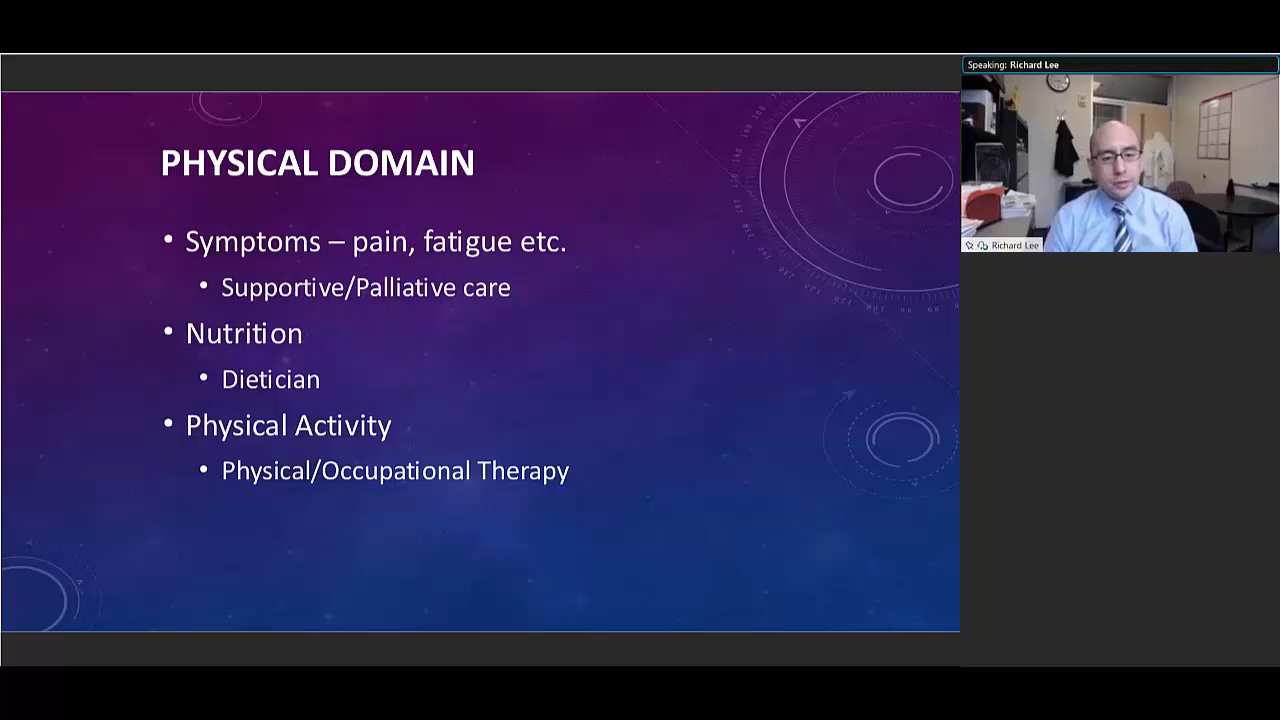 Speaking: Richard Lee
PHYSICAL DOMAIN
• Symptoms – pain, fatigue etc.
• Supportive/Palliative care
• Nutrition
• Dietician
• Physical Activity
• Physical/Occupational Therapy
Richard Lee